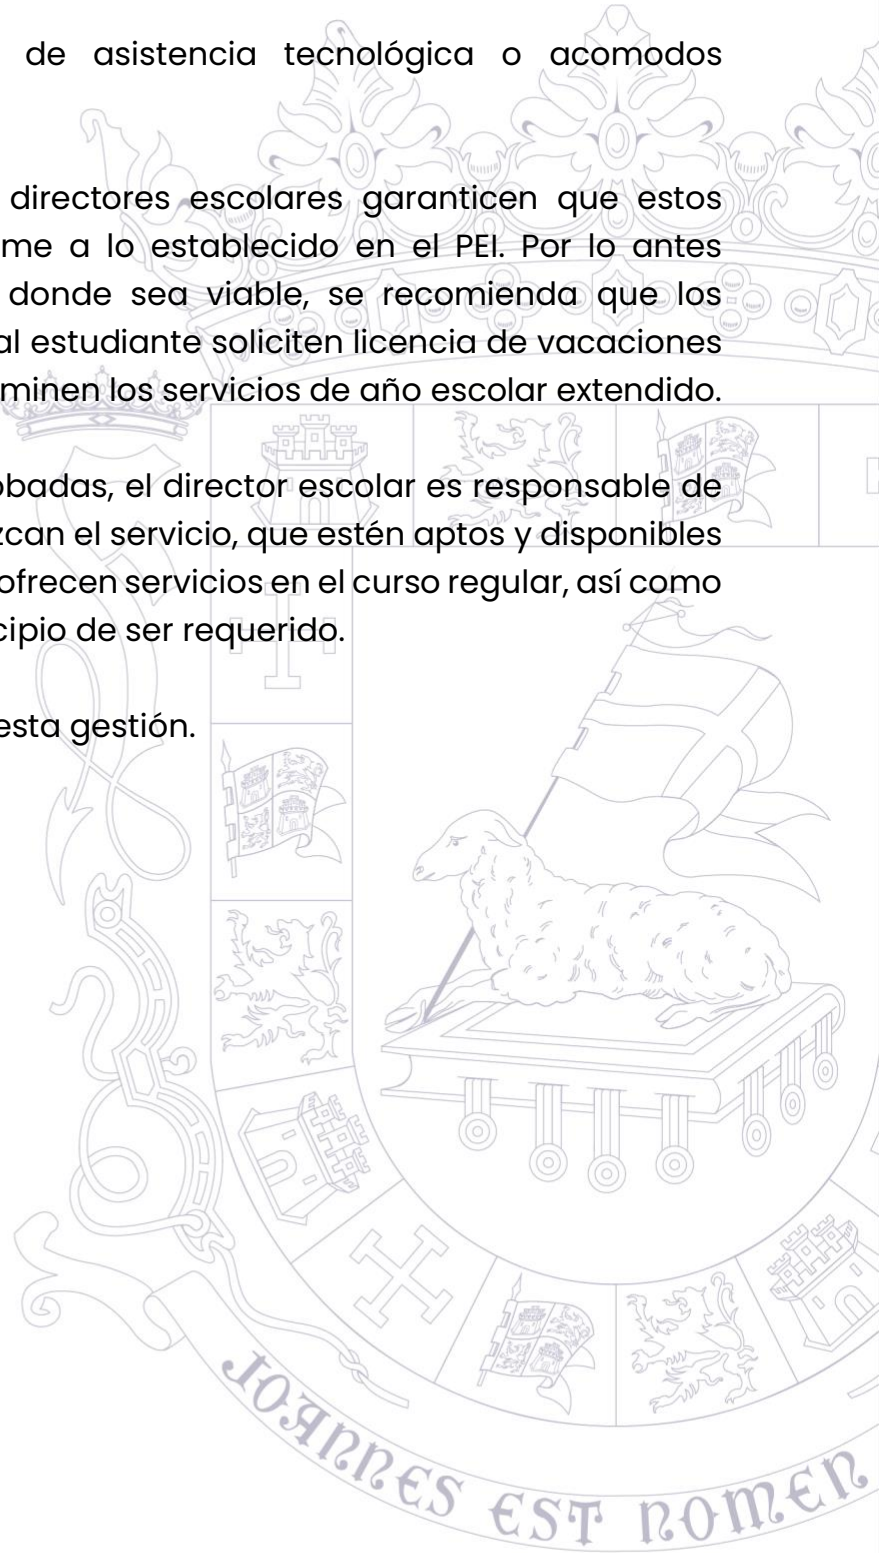 de asistencia tecnológica o acomodos
directores escolares garanticen que estos
me a lo establecido en el PEI. Por lo antes
donde sea viable, se recomienda que los
al estudiante soliciten licencia de vacaciones
minen los servicios de año escolar extendido.
obadas, el director escolar es responsable de
zcan el servicio, que estén aptos y disponibles
ofrecen servicios en el curso regular, así como
cipio de ser requerido.
esta gestión.
JOANNES EST NOMEN